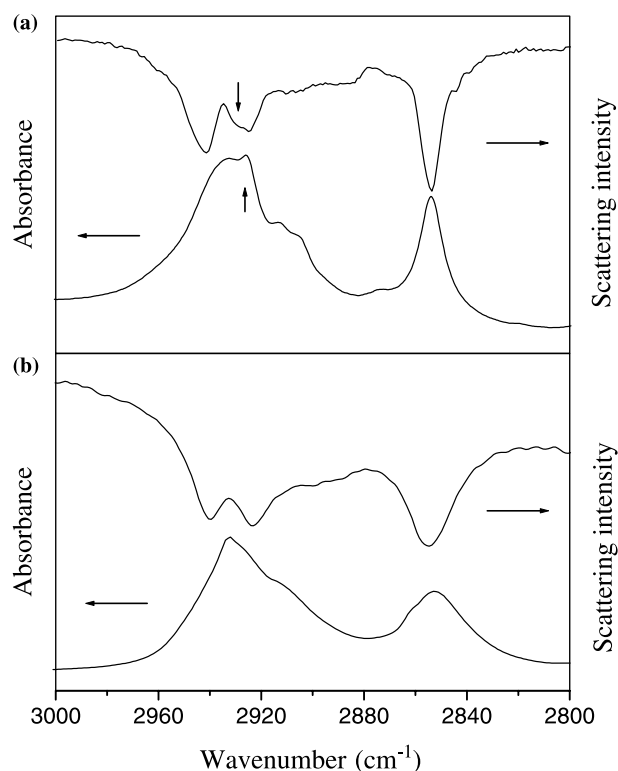 (a)
Absorbance
Scattering intensity
(b)
Absorbance
Scattering intensity
3000 2960 2920 2880 2840 2800
Wavenumber (cm⁻¹)